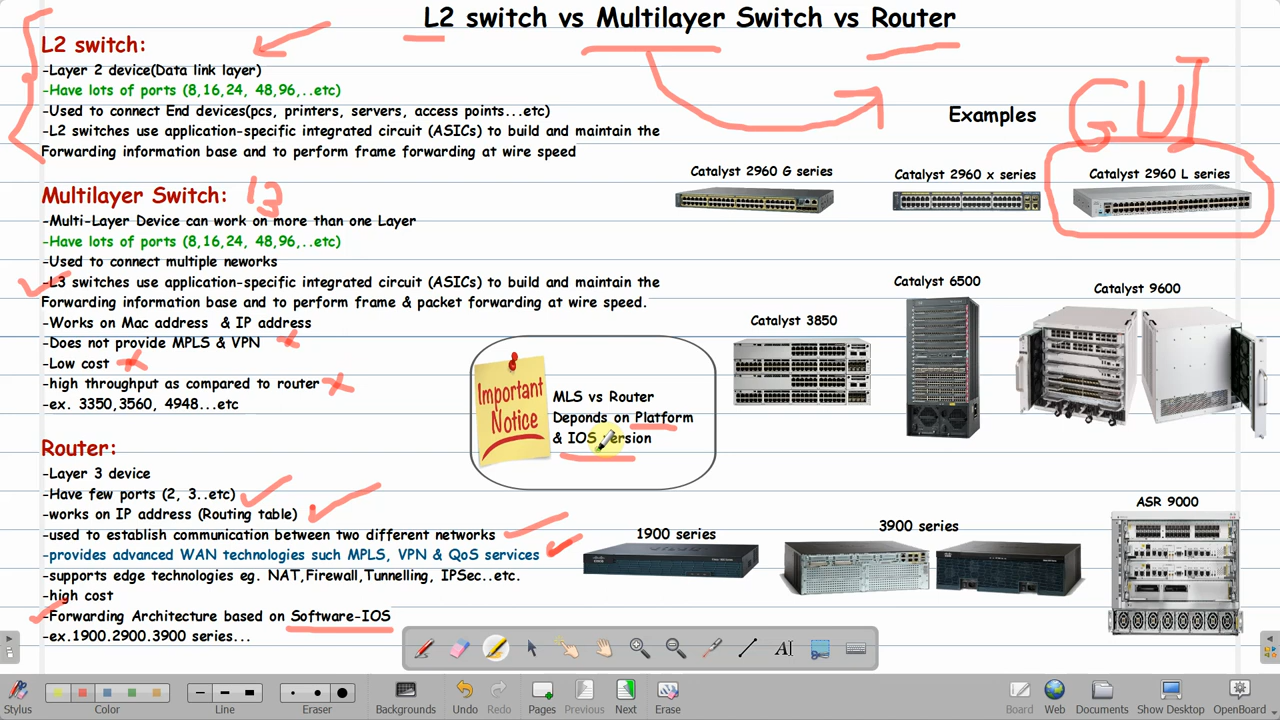 L2 switch vs Multilayer Switch vs Router
L2 switch:
-Layer 2 device(Data link layer)
-Have lots of ports (8,16,24, 48,96,..etc)
-Used to connect End devices(pcs, printers, servers, access points...etc)
-L2 switches use application-specific integrated circuit (ASICs) to build and maintain the
Forwarding information base and to perform frame forwarding at wire speed
Multilayer Switch: L3
-Multi-Layer Device can work on more than one Layer
-Have lots of ports (8,16,24, 48,96,..etc)
-Used to connect multiple neworks
-L3 switches use application-specific integrated circuit (ASICs) to build and maintain the
Forwarding information base and to perform frame & packet forwarding at wire speed.
-Works on Mac address & IP address
-Does not provide MPLS & VPN
-Low cost
-high throughput as compared to router
-ex. 3350,3560, 4948...etc
Router:
-Layer 3 device
-Have few ports (2, 3..etc)
-works on IP address (Routing table)
-used to establish communication between two different networks
-provides advanced WAN technologies such MPLS, VPN & QoS services
-supports edge technologies eg. NAT,Firewall,Tunnelling, IPSec..etc.
-high cost
-Forwarding Architecture based on Software-IOS
-ex.1900.2900.3900 series...
Important
Notice
MLS vs Router
Deponds on Platform
& IOS version
GUI
Examples
Catalyst 2960 G series
Catalyst 2960 x series
Catalyst 2960 L series
Catalyst 3850
Catalyst 6500
Catalyst 9600
1900 series
3900 series
ASR 9000
AI
Stylus
Color
Line
Eraser
Backgrounds
Undo
Redo
Pages
Previous
Next
Erase
Board
Web
Documents
Show Desktop
OpenBoard